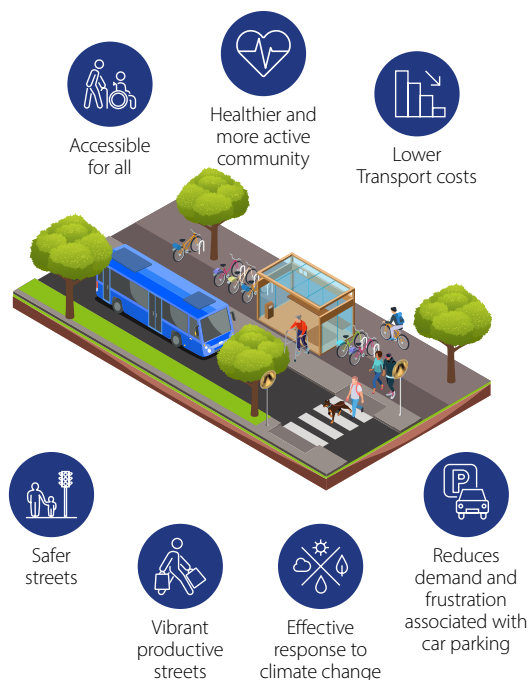 Accessible
for all
Healthier and
more active
community
Lower
Transport costs
Safer
streets
Vibrant
productive
streets
Effective
response to
climate change
P
Reduces
demand and
frustration
associated with
car parking